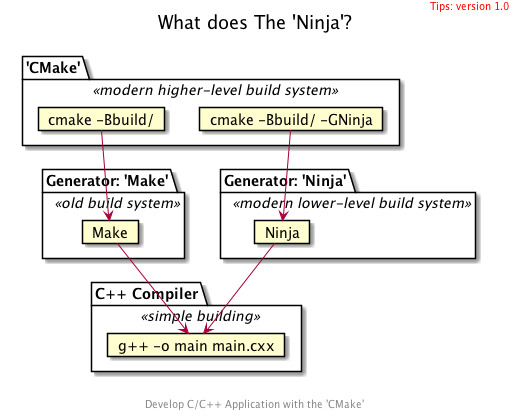 Tips: version 1.0
What does The 'Ninja'?
'CMake'
«modern higher-level build system»
cmake -Bbuild/
cmake -Bbuild/ -GNinja
Generator: 'Make'
«old build system»
Make
Generator: 'Ninja'
«modern lower-level build system»
Ninja
C++ Compiler
«simple building»
g++ -o main main.cxx
Develop C/C++ Application with the 'CMake'